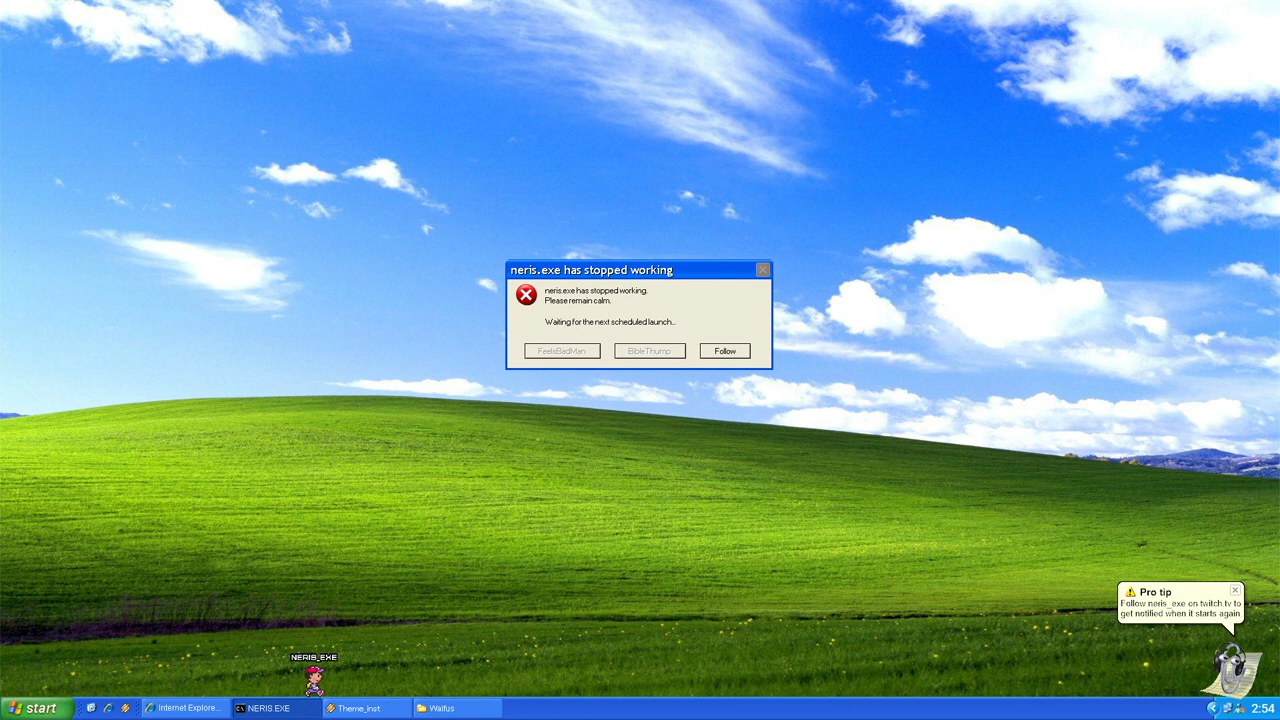 neris.exe has stopped working
neris.exe has stopped working.
Please remain calm.
Waiting for the next scheduled launch...
FeelsBadMan
BibleThump
Follow
Pro tip
Follow neris_exe on twitch.tv to
get notified when it starts again
NERIS_EXE
start
Internet Explore...
NERIS.EXE
Theme_inst
Waifus
2:54